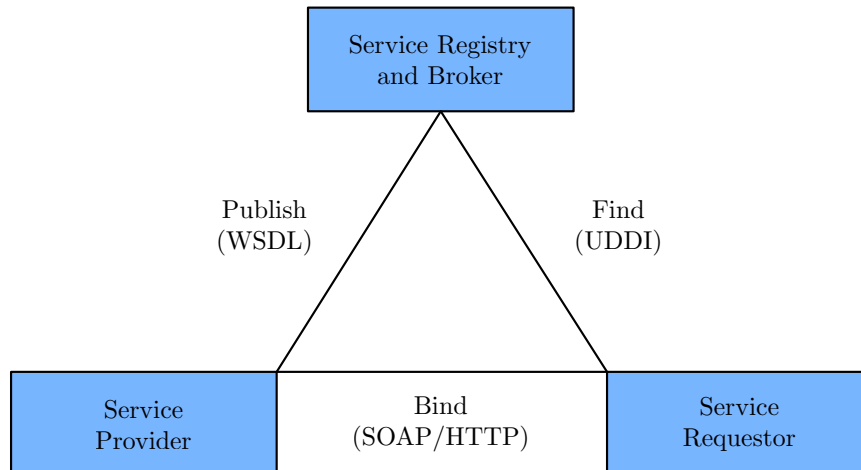 Service Registry
and Broker
Publish
(WSDL)
Find
(UDDI)
Service
Provider
Bind
(SOAP/HTTP)
Service
Requestor